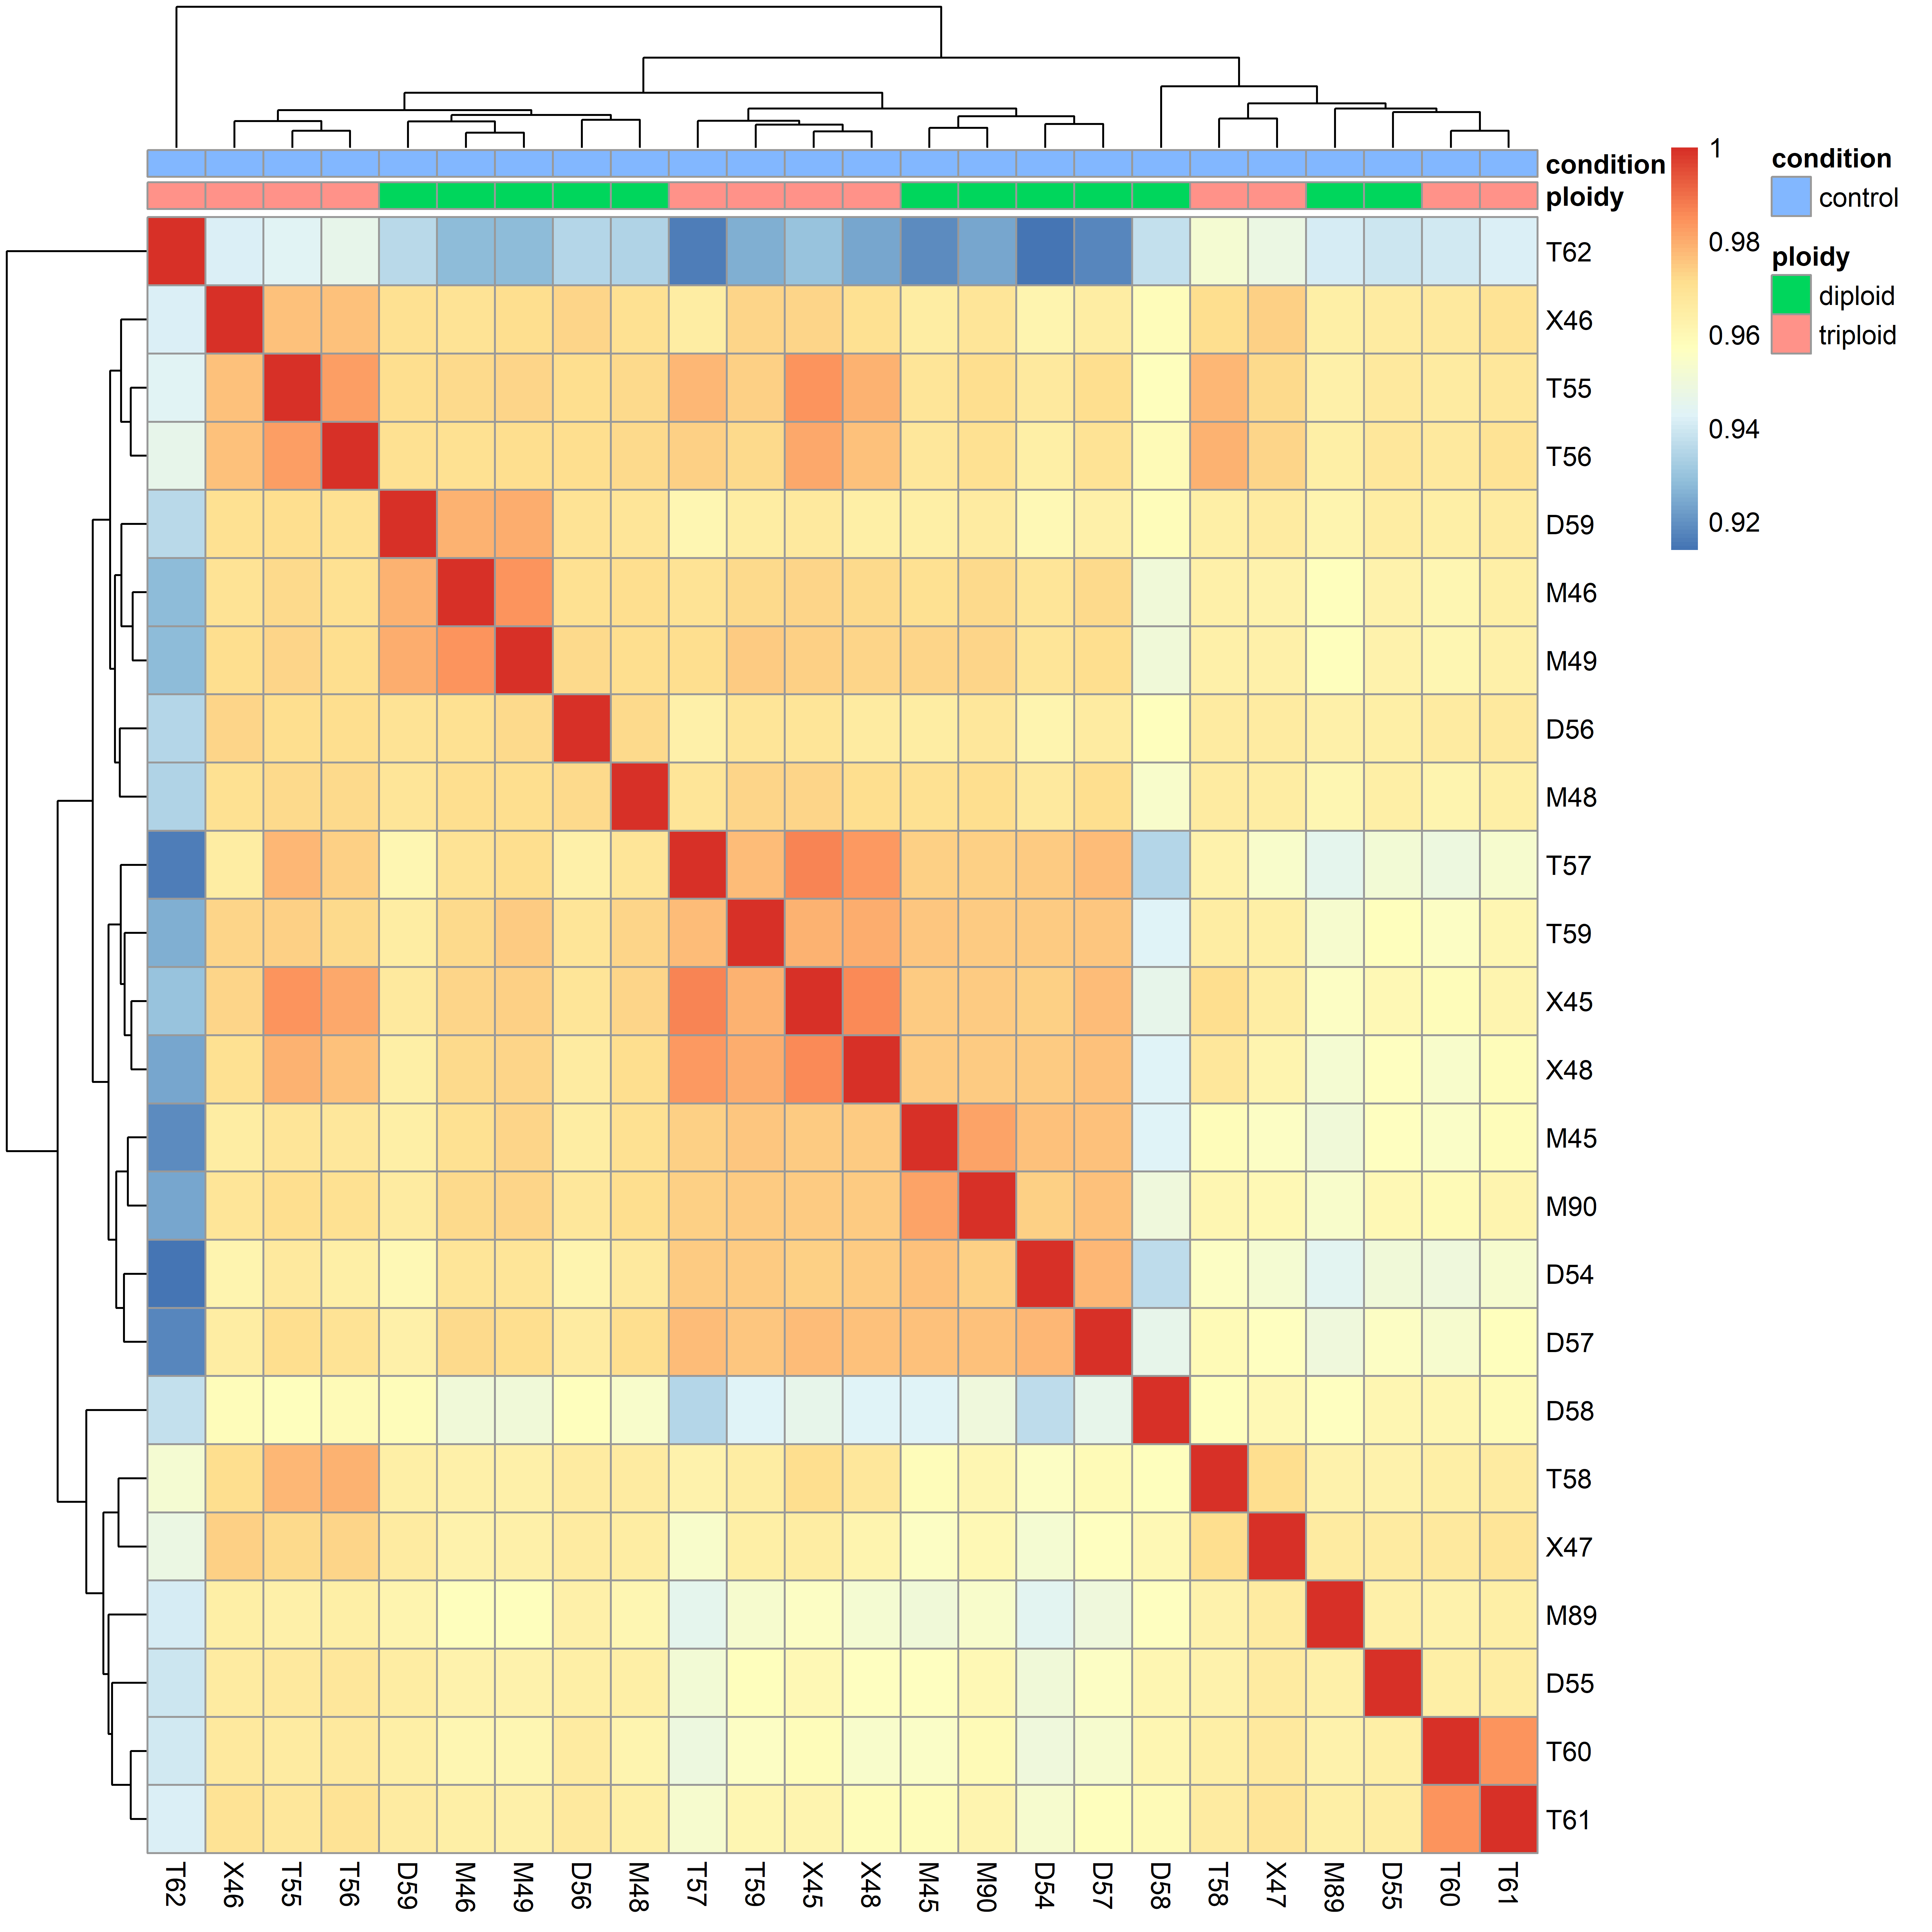 condition
ploidy
T62
X46
T55
T56
D59
M46
M49
D56
M48
T57
T59
X45
X48
M45
M90
D54
D57
D58
T58
X47
M89
D55
T60
T61
T62 X46 T55 T56 D59 M46 M49 D56 M48 T57 T59 X45 X48 M45 M90 D54 D57 D58 T58 X47 M89 D55 T60 T61
1
0.98
0.96
0.94
0.92
condition
control
ploidy
diploid
triploid